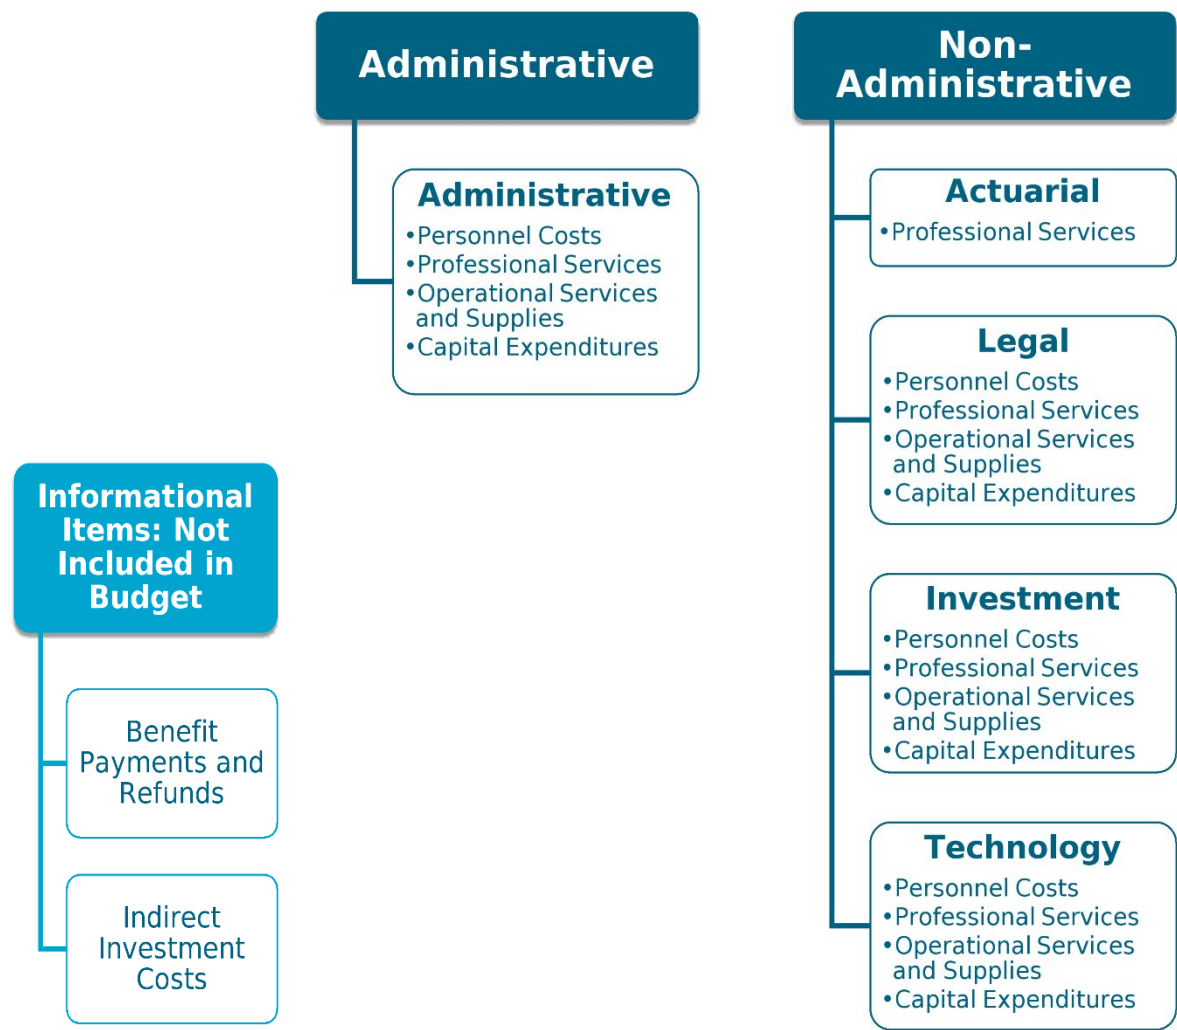 Administrative
Administrative
•Personnel Costs
•Professional Services
•Operational Services
and Supplies
•Capital Expenditures
Non-
Administrative
Actuarial
•Professional Services
Legal
•Personnel Costs
•Professional Services
•Operational Services
and Supplies
•Capital Expenditures
Investment
•Personnel Costs
•Professional Services
•Operational Services
and Supplies
•Capital Expenditures
Technology
•Personnel Costs
•Professional Services
•Operational Services
and Supplies
•Capital Expenditures
Informational
Items: Not
Included in
Budget
Benefit
Payments and
Refunds
Indirect
Investment
Costs